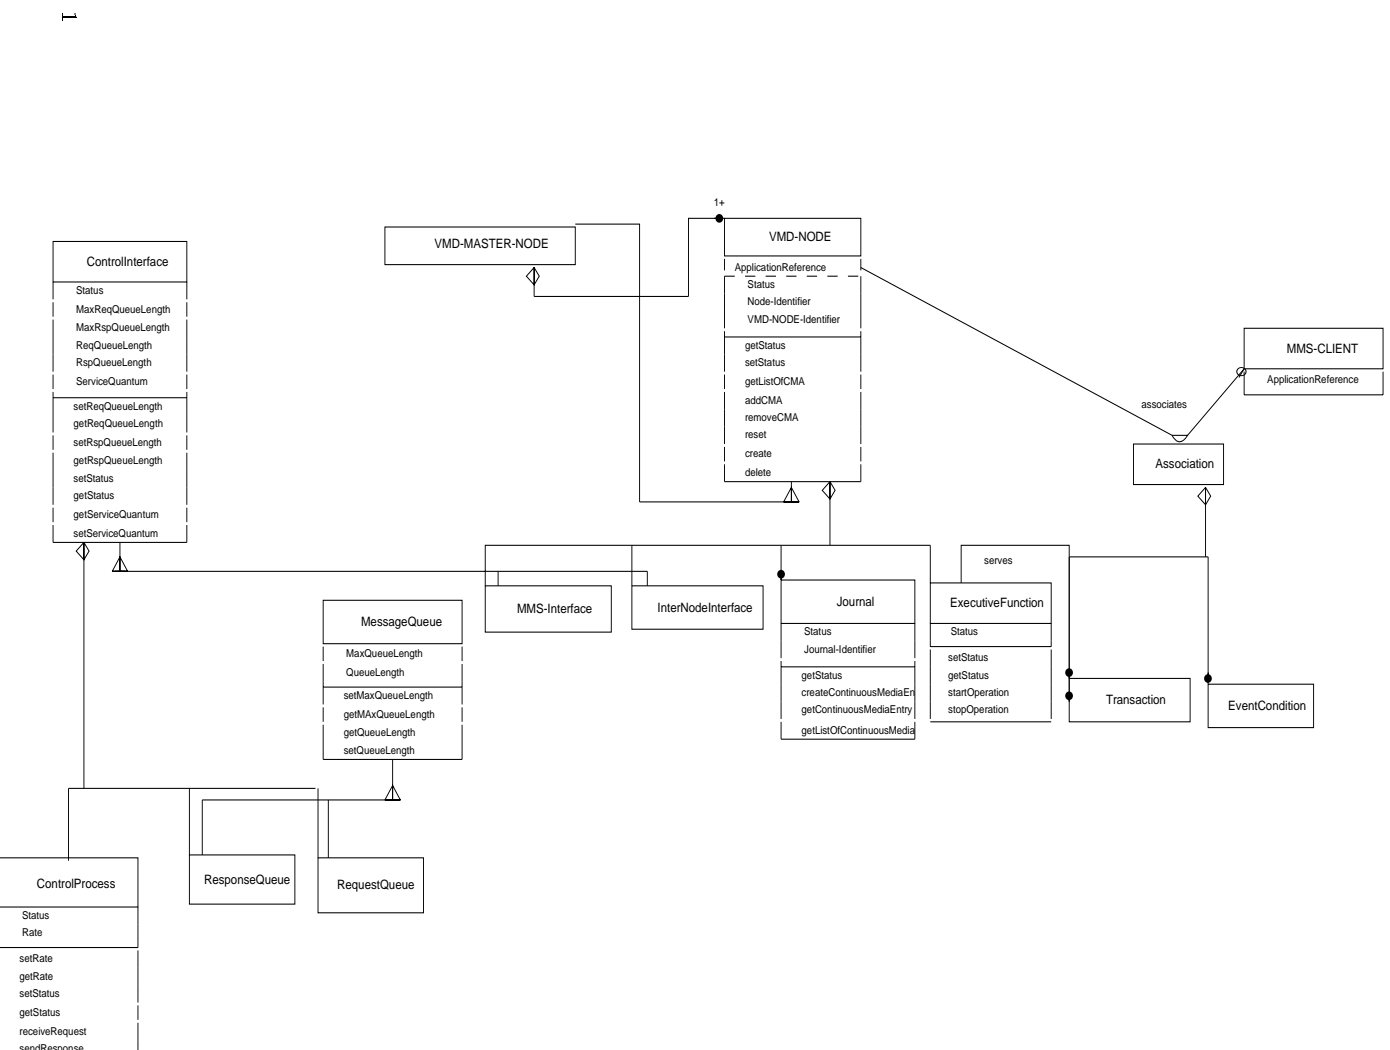 1
1+
VMD-MASTER-NODE
VMD-NODE
ApplicationReference
Status
Node-Identifier
VMD-NODE-Identifier
getStatus
setStatus
getListOfCMA
addCMA
removeCMA
reset
create
delete
ControlInterface
Status
MaxReqQueueLength
MaxRspQueueLength
ReqQueueLength
RspQueueLength
ServiceQuantum
setReqQueueLength
getReqQueueLength
setRspQueueLength
getRspQueueLength
setStatus
getStatus
getServiceQuantum
setServiceQuantum
MMS-CLIENT
ApplicationReference
associates
Association
serves
MMS-Interface
InterNodeInterface
Journal
Status
Journal-Identifier
getStatus
createContinuousMediaEn
getContinuousMediaEntry
getListOfContinuousMedia
ExecutiveFunction
Status
setStatus
getStatus
startOperation
stopOperation
Transaction
EventCondition
MessageQueue
MaxQueueLength
QueueLength
setMaxQueueLength
getMAxQueueLength
getQueueLength
setQueueLength
ControlProcess
Status
Rate
setRate
getRate
setStatus
getStatus
receiveRequest
sendResponse
ResponseQueue
RequestQueue